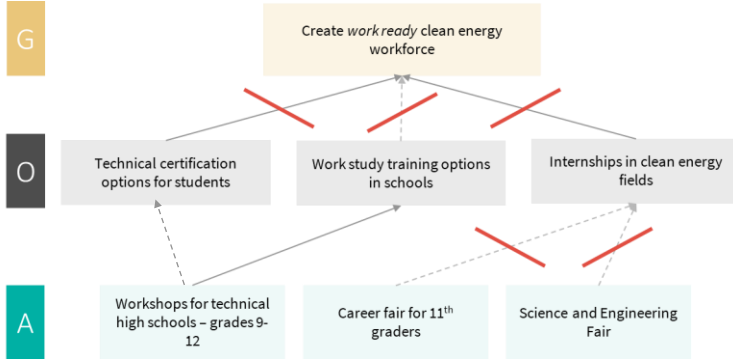 G
Create work ready clean energy
workforce
O
Technical certification
options for students
Work study training options
in schools
Internships in clean energy
fields
A
Workshops for technical
high schools – grades 9-
12
Career fair for 11th
graders
Science and Engineering
Fair